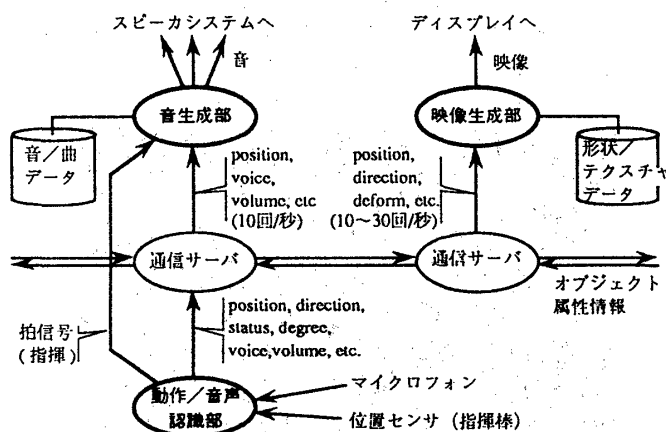 スピーカシステムへ
ディスプレイへ
音
映像
音生成部
映像生成部
音／曲
データ
形状／
テクスチャ
データ
position,
voice,
volume, etc
(10回/秒)
position,
direction,
deform, etc.
(10〜30回/秒)
通信サーバ
通信サーバ
オブジェクト
属性情報
拍信号
(指揮)
position, direction,
status, degree,
voice,volume, etc.
動作／音声
認識部
マイクロフォン
位置センサ (指揮棒)